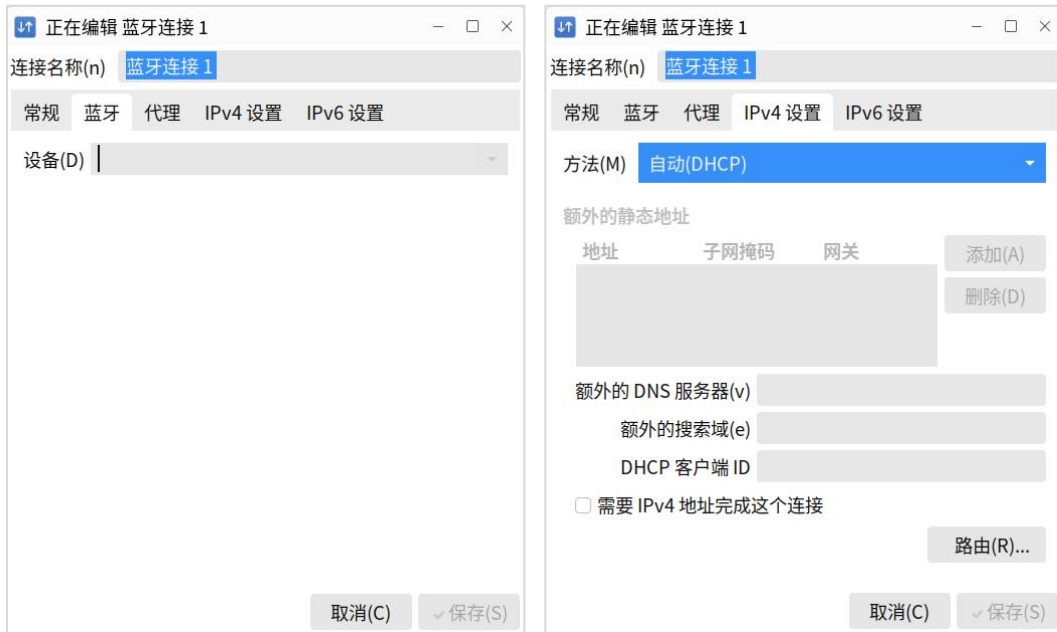 正在编辑 蓝牙连接 1
连接名称(n) 蓝牙连接 1
常规 蓝牙 代理 IPv4 设置 IPv6 设置
设备(D)
取消(C) 保存(S)
正在编辑 蓝牙连接 1
连接名称(n) 蓝牙连接 1
常规 蓝牙 代理 IPv4 设置 IPv6 设置
方法(M) 自动(DHCP)
额外的静态地址
地址 子网掩码 网关 添加(A)
删除(D)
额外的 DNS 服务器(v)
额外的搜索域(e)
DHCP 客户端 ID
需要 IPv4 地址完成这个连接
路由(R)...
取消(C) 保存(S)